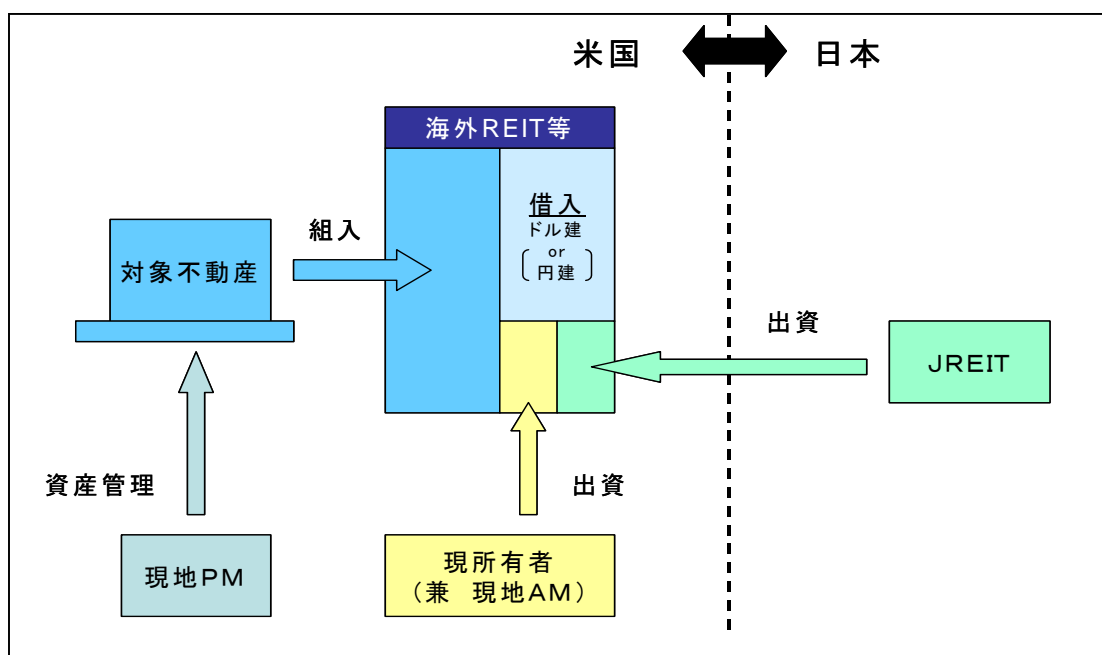 米国
日本
海外REIT等
借入
ドル建
or
円建
組入
対象不動産
出資
JREIT
資産管理
出資
現地PM
現所有者
(兼 現地AM)